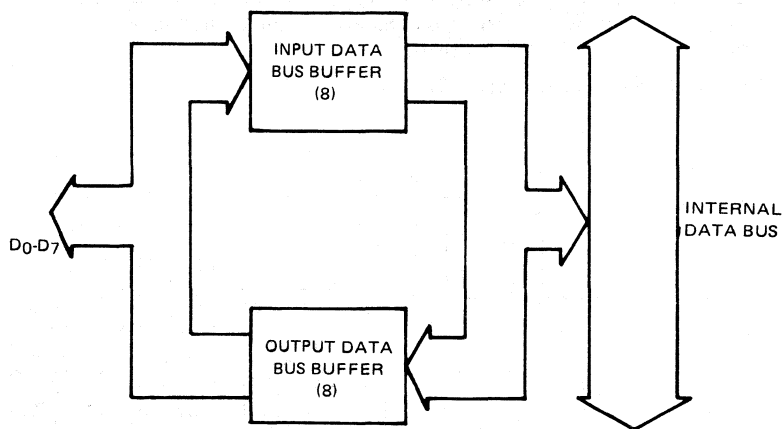 INPUT DATA
BUS BUFFER
(8)
D0-D7
INTERNAL
DATA BUS
OUTPUT DATA
BUS BUFFER
(8)